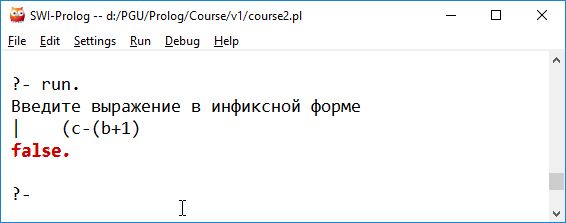 SWI-Prolog -- d:/PGU/Prolog/Course/v1/course2.pl
File Edit Settings Run Debug Help
?- run.
Введите выражение в инфиксной форме
|    (c-(b+1)
false.
?-